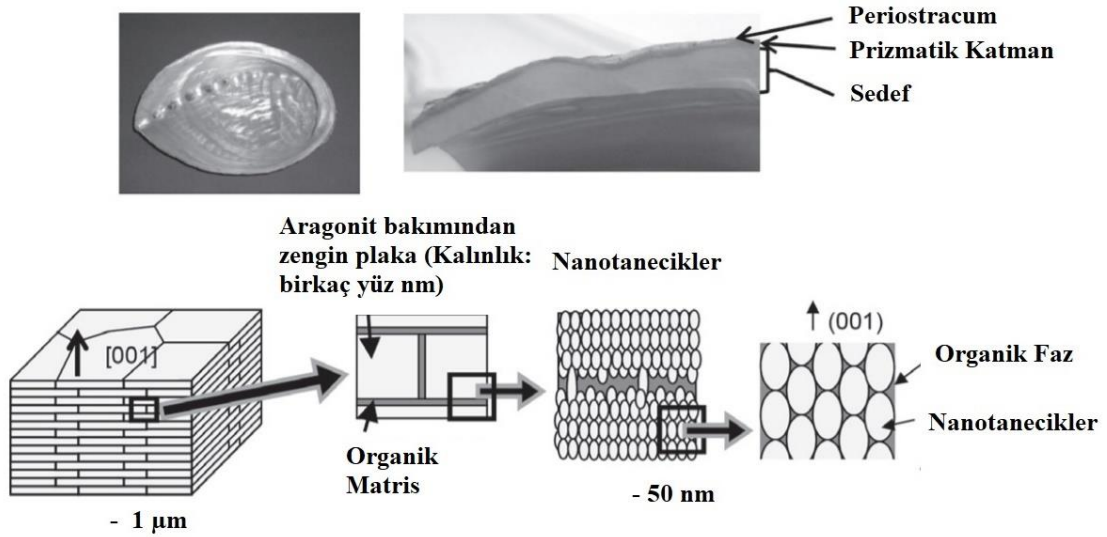 Periostracum
Prizmatik Katman
Sedef
Aragonit bakımından
zengin plaka (Kalınlık:
birkaç yüz nm)
Nanotanecikler
[001]
(001)
Organik Faz
Nanotanecikler
Organik
Matris
- 50 nm
- 1 µm